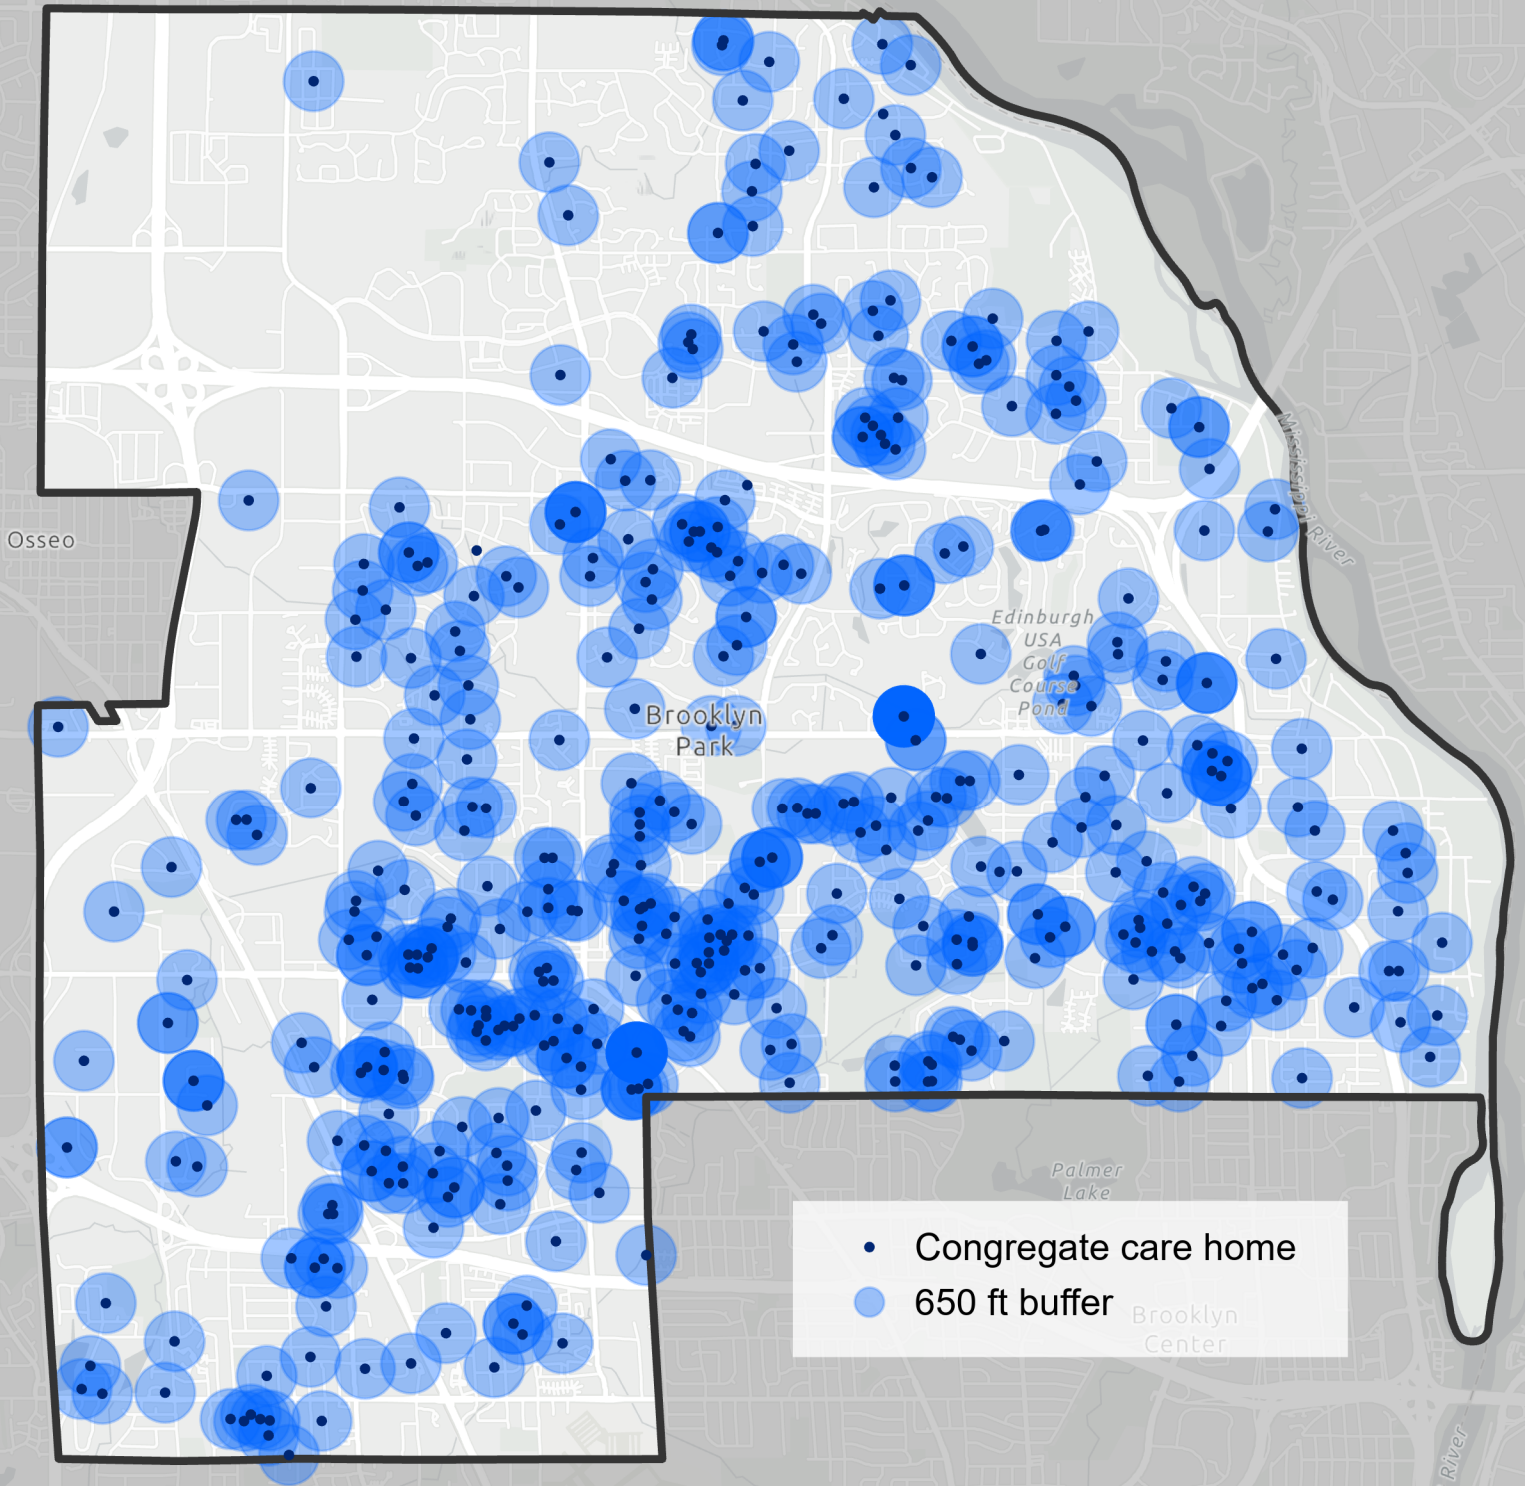 Osseo
Mississippi River
Edinburgh
USA
Golf
Course
Pond
Brooklyn
Park
Palmer
Lake
Congregate care home
650 ft buffer
Brooklyn
Center
River